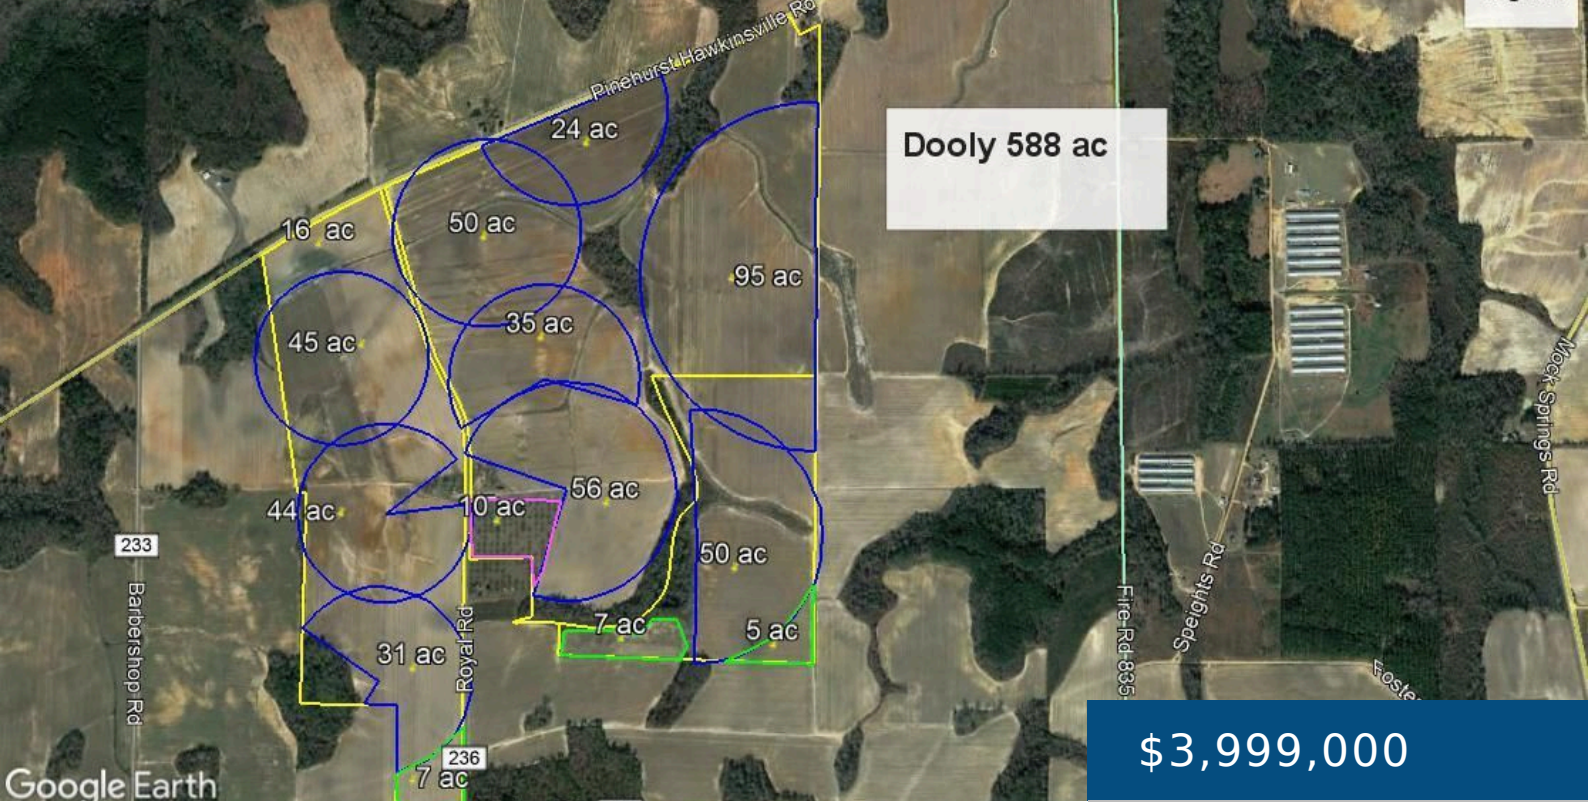 Pinehurst Hawkinsville Rd
24 ac
Dooly 588 ac
16 ac
50 ac
95 ac
35 ac
45 ac
56 ac
44 ac
10 ac
233
50 ac
Mock Springs Rd
Barbershop Rd
Royal Rd
Fire Rd 835
Speights Rd
7 ac
5 ac
31 ac
236
7 ac
$3,999,000
Google Earth